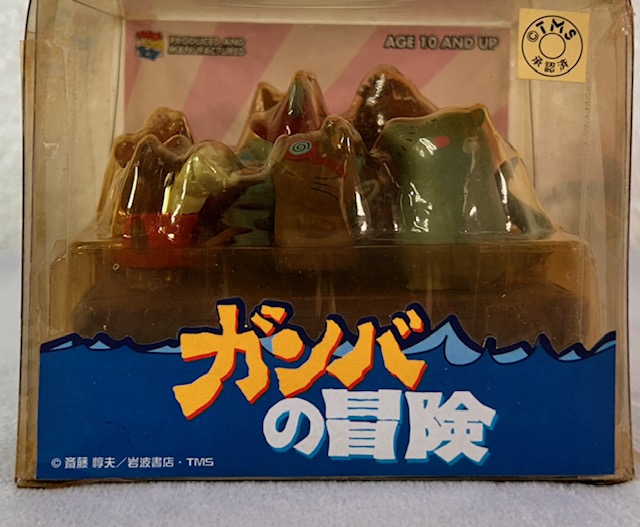 PRODUCED AND
MANUFACTURED
AGE 10 AND UP
©TMS
承認済
ガンバ
の冒険
© 斎藤 惇夫/岩波書店・TMS